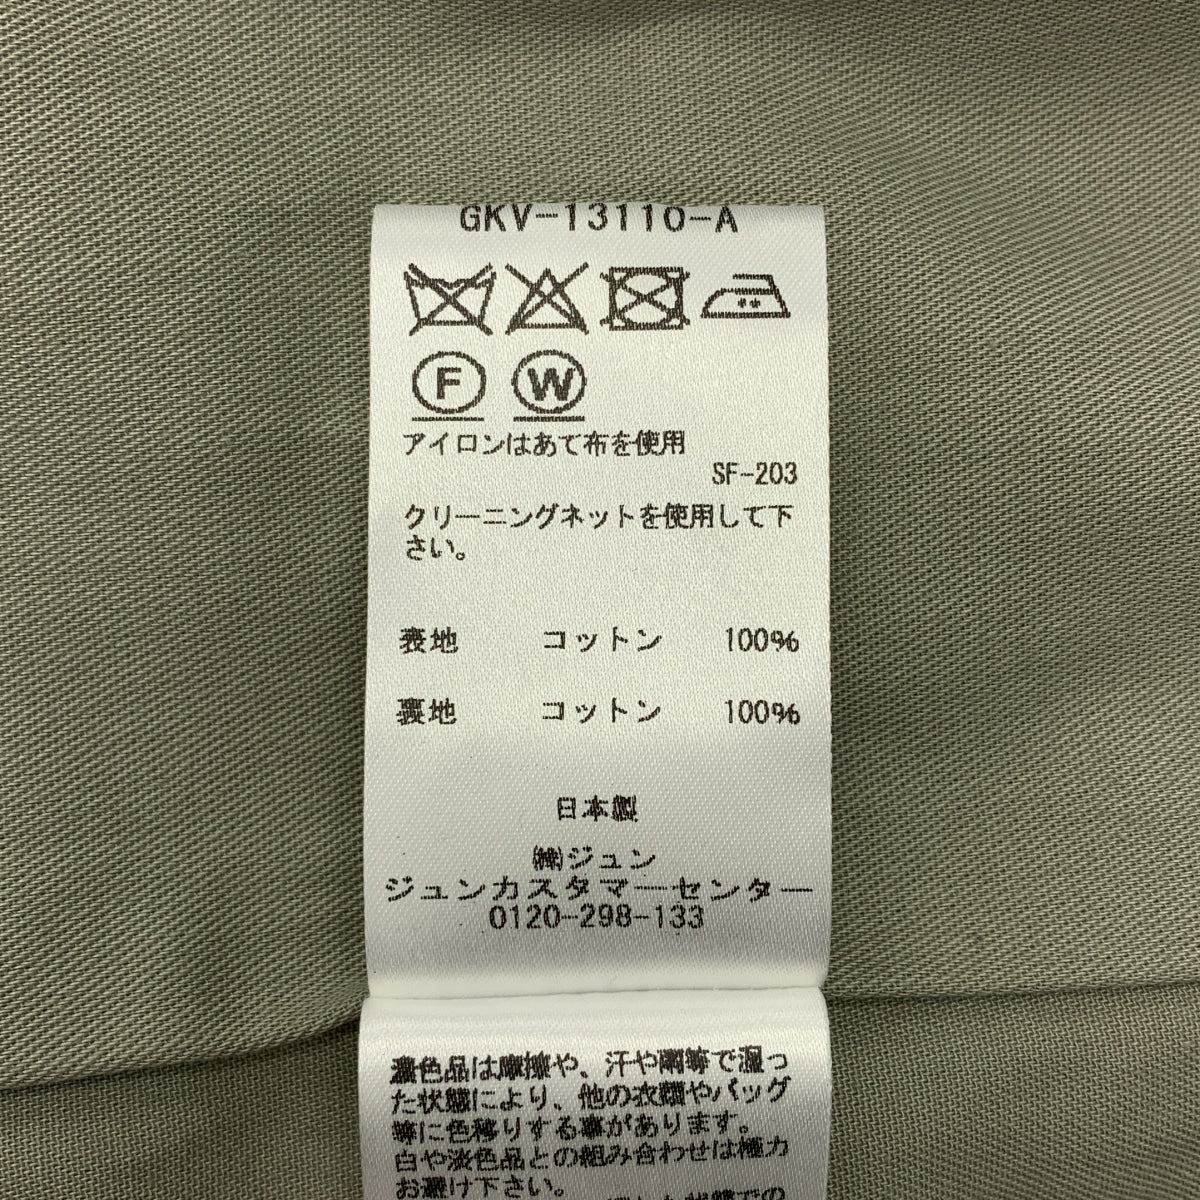 GKV-13110-A
F W
アイロンはあて布を使用
SF-203
クリーニングネットを使用して下
さい。
表地 コットン 100%
裏地 コットン 100%
日本製
㈱ジュン
ジュンカスタマーセンター
0120-298-133
濃色品は摩擦や、汗や雨等で湿っ
た状態により、他の衣類やバッグ
等に色移りする事があります。
白や淡色品との組み合わせは極力
お避け下さい。